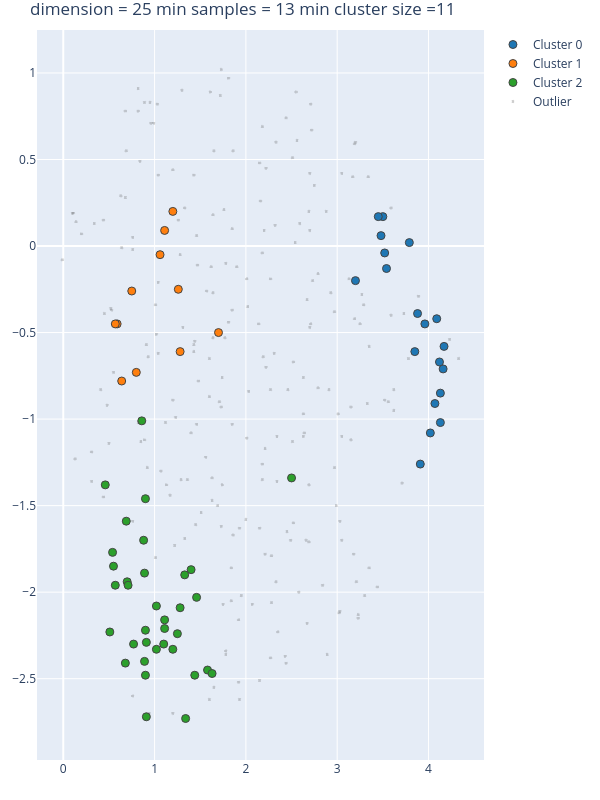 dimension = 25 min samples = 13 min cluster size =11
Cluster 0
Cluster 1
Cluster 2
Outlier
1
0.5
0
−0.5
−1
−1.5
−2
−2.5
0 1 2 3 4